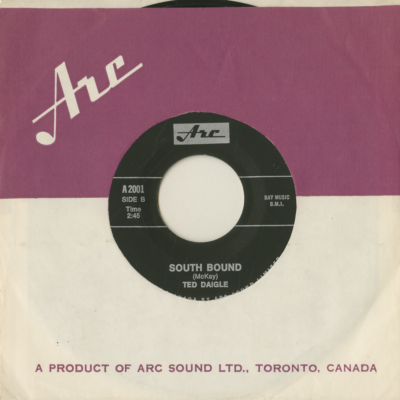 Arc
Arc
A 2001
SIDE B
Time
2:45
BAY MUSIC
B.M.I.
SOUTH BOUND
(McKay)
TED DAIGLE
A PRODUCT OF ARC SOUND LTD., TORONTO, CANADA